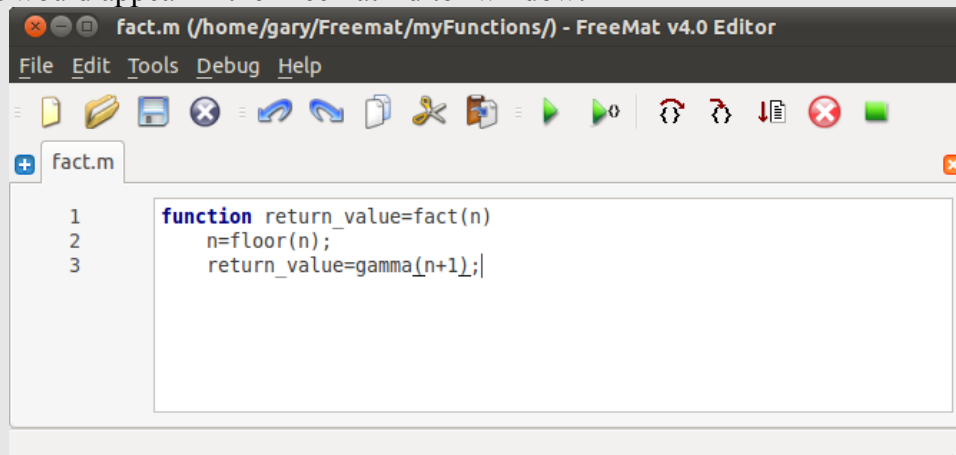 fact.m (/home/gary/Freemat/myFunctions/) - FreeMat v4.0 Editor
File Edit Tools Debug Help
fact.m
1 function return_value=fact(n)
2 n=floor(n);
3 return_value=gamma(n+1);